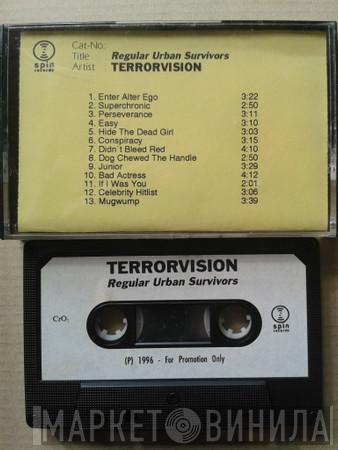 spin
records
Cat-No.
Title Regular Urban Survivors
Artist TERRORVISION
1. Enter Alter Ego 3:22
2. Superchronic 2:50
3. Perseverance 3:11
4. Easy 3:10
5. Hide The Dead Girl 3:03
6. Conspiracy 3:15
7. Didn´t Bleed Red 4:10
8. Dog Chewed The Handle 2:50
9. Junior 3:29
10. Bad Actress 4:12
11. If I Was You 2:01
12. Celebrity Hitlist 3:06
13. Mugwump 3:39
TERRORVISION
Regular Urban Survivors
CrO₂
spin
records
(P) 1996 - For Promotion Only
МАРКЕТ ВИНИЛА